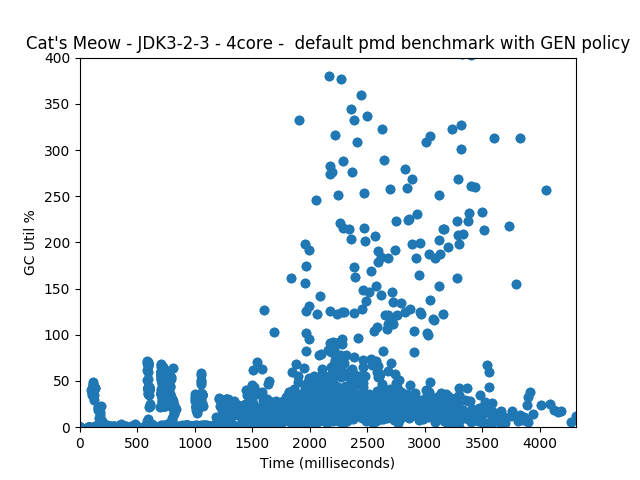 Cat's Meow - JDK3-2-3 - 4core -  default pmd benchmark with GEN policy
400
350
300
250
200
150
100
50
0
GC Util %
0 500 1000 1500 2000 2500 3000 3500 4000
Time (milliseconds)